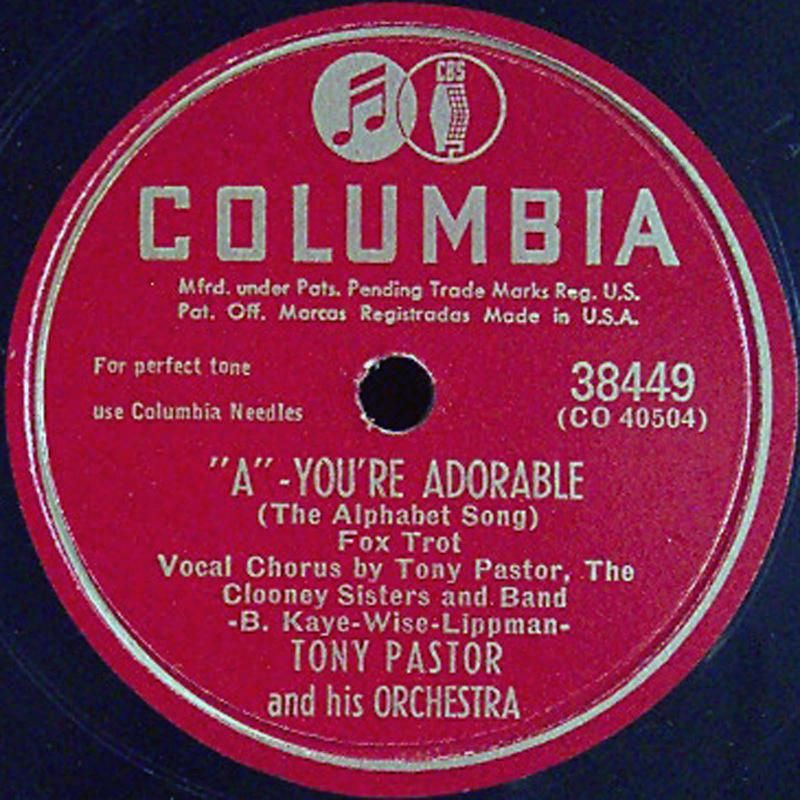 CBS
COLUMBIA
Mfrd. under Pats. Pending Trade Marks Reg. U.S.
Pat. Off. Marcas Registradas Made in U.S.A.
For perfect tone
use Columbia Needles
38449
(CO 40504)
"A"-YOU'RE ADORABLE
(The Alphabet Song)
Fox Trot
Vocal Chorus by Tony Pastor, The
Clooney Sisters and Band
-B. Kaye-Wise-Lippman-
TONY PASTOR
and his ORCHESTRA